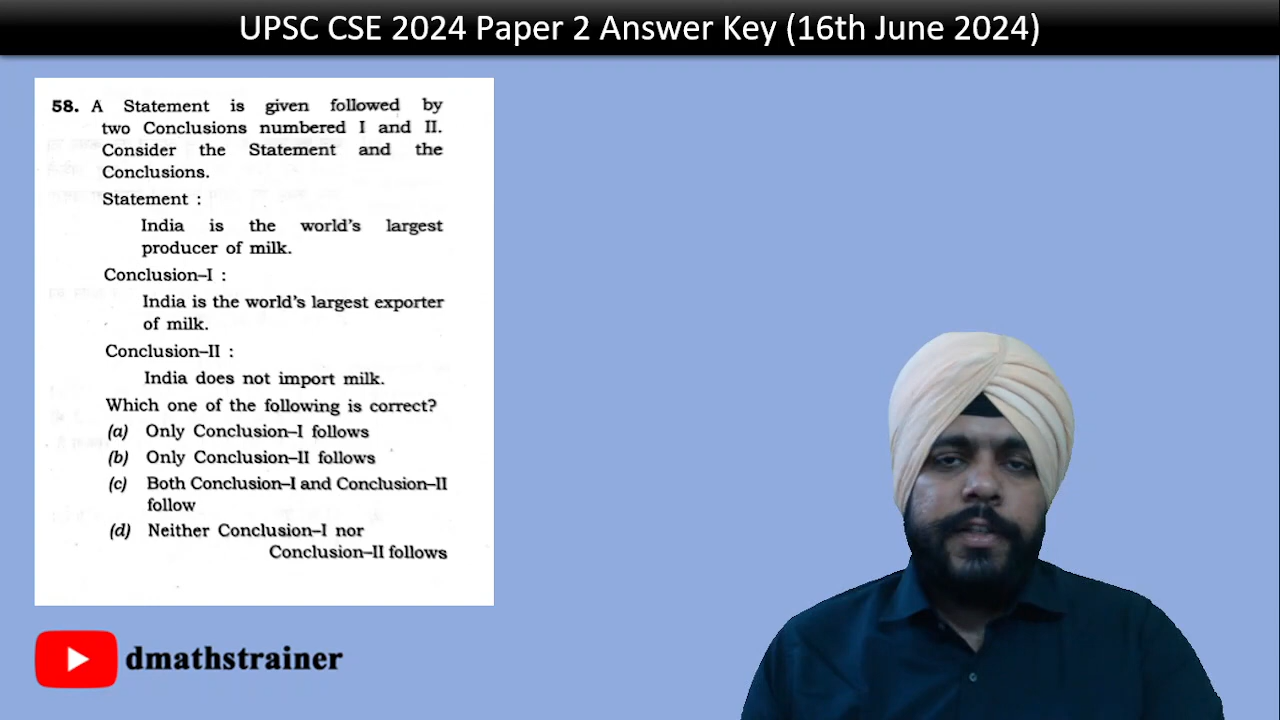 UPSC CSE 2024 Paper 2 Answer Key (16th June 2024)
58. A Statement is given followed by
two Conclusions numbered I and II.
Consider the Statement and the
Conclusions.
Statement :
India is the world's largest
producer of milk.
Conclusion–I :
India is the world's largest exporter
of milk.
Conclusion–II :
India does not import milk.
Which one of the following is correct?
(a) Only Conclusion–I follows
(b) Only Conclusion–II follows
(c) Both Conclusion–I and Conclusion–II
follow
(d) Neither Conclusion–I nor
Conclusion–II follows
dmathstrainer